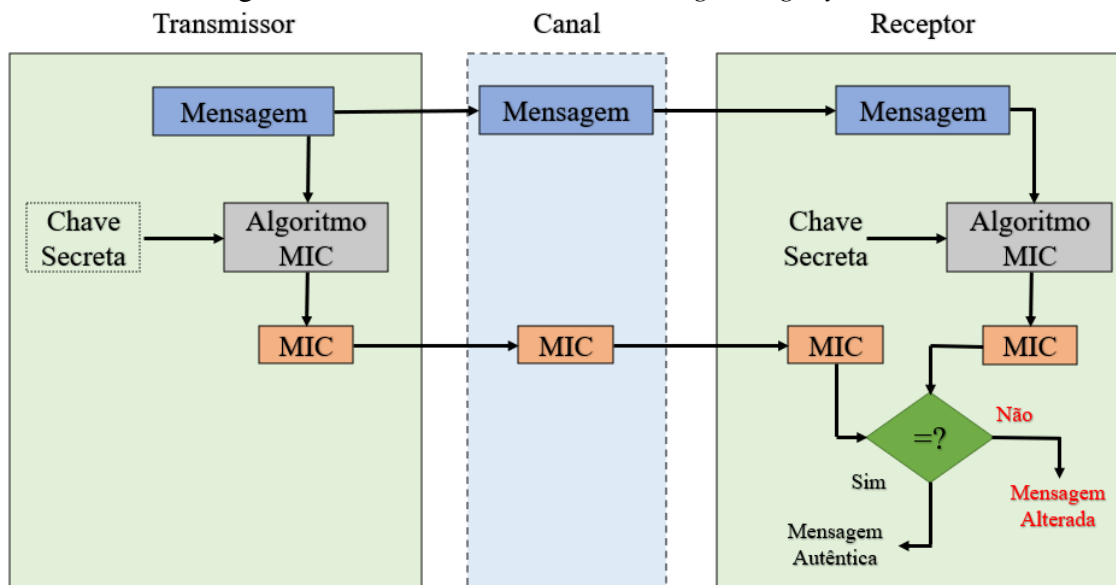 Transmissor
Canal
Receptor
Mensagem
Mensagem
Mensagem
Chave
Secreta
Algoritmo
MIC
Chave
Secreta
Algoritmo
MIC
MIC
MIC
MIC
MIC
=?
Não
Sim
Mensagem
Alterada
Mensagem
Autêntica